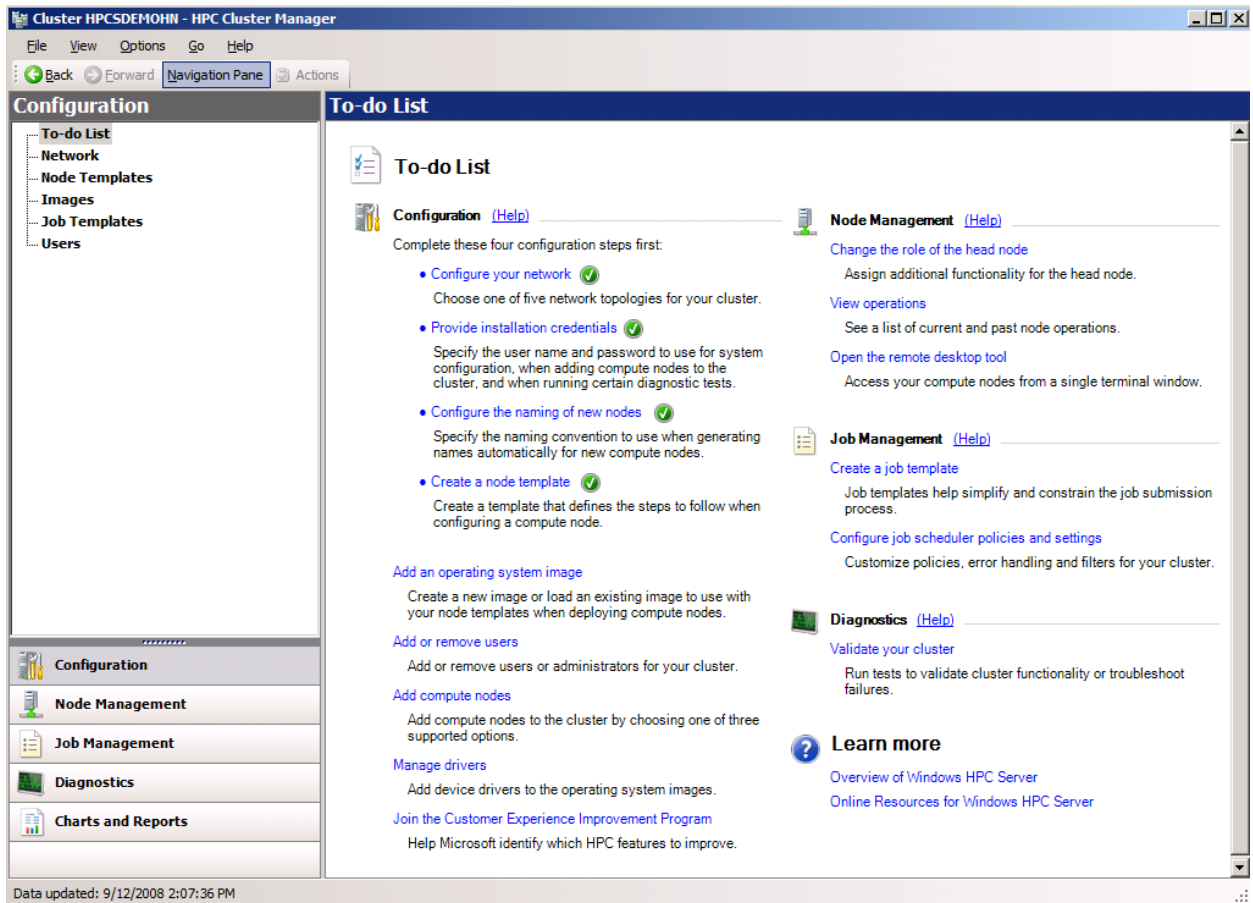 Cluster HPCSDEMOHN - HPC Cluster Manager
File View Options Go Help
Back Forward Navigation Pane Actions
Configuration
To-do List
Network
Node Templates
Images
Job Templates
Users
Configuration
Node Management
Job Management
Diagnostics
Charts and Reports
To-do List
To-do List
Configuration (Help)
Complete these four configuration steps first:
• Configure your network
Choose one of five network topologies for your cluster.
• Provide installation credentials
Specify the user name and password to use for system
configuration, when adding compute nodes to the
cluster, and when running certain diagnostic tests.
• Configure the naming of new nodes
Specify the naming convention to use when generating
names automatically for new compute nodes.
• Create a node template
Create a template that defines the steps to follow when
configuring a compute node.
Add an operating system image
Create a new image or load an existing image to use with
your node templates when deploying compute nodes.
Add or remove users
Add or remove users or administrators for your cluster.
Add compute nodes
Add compute nodes to the cluster by choosing one of three
supported options.
Manage drivers
Add device drivers to the operating system images.
Join the Customer Experience Improvement Program
Help Microsoft identify which HPC features to improve.
Node Management (Help)
Change the role of the head node
Assign additional functionality for the head node.
View operations
See a list of current and past node operations.
Open the remote desktop tool
Access your compute nodes from a single terminal window.
Job Management (Help)
Create a job template
Job templates help simplify and constrain the job submission
process.
Configure job scheduler policies and settings
Customize policies, error handling and filters for your cluster.
Diagnostics (Help)
Validate your cluster
Run tests to validate cluster functionality or troubleshoot
failures.
Learn more
Overview of Windows HPC Server
Online Resources for Windows HPC Server
Data updated: 9/12/2008 2:07:36 PM